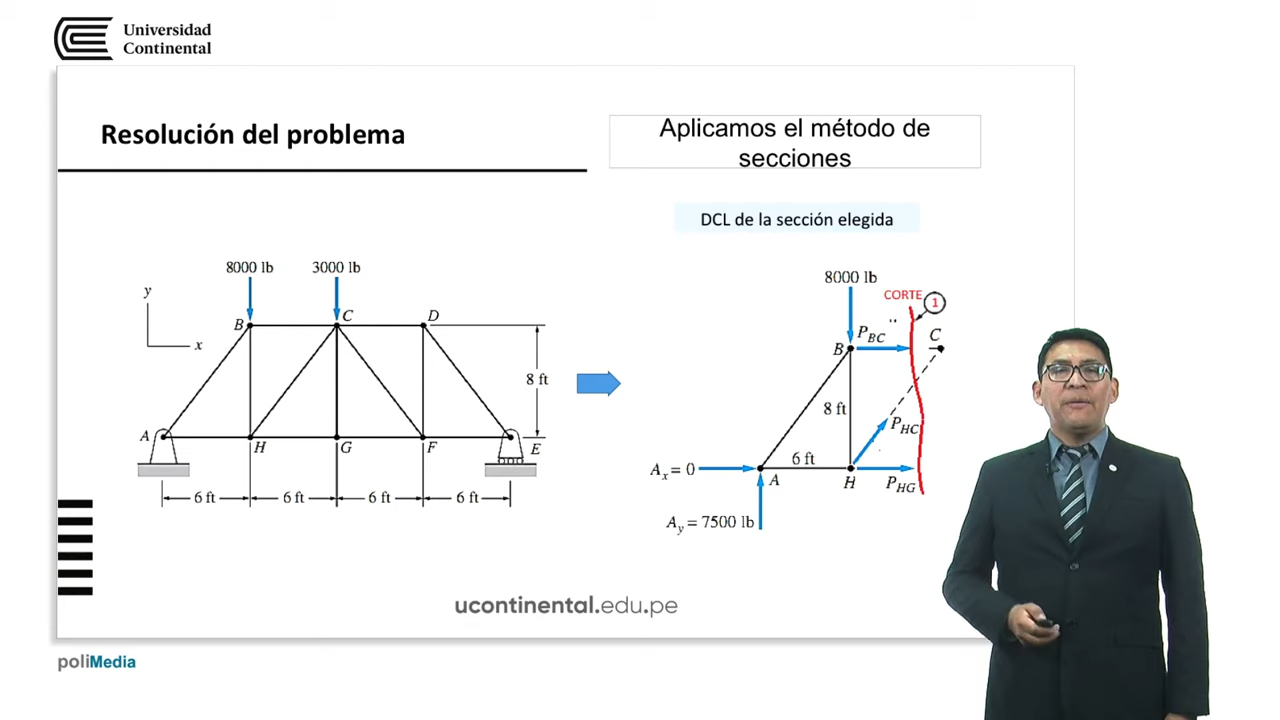 Universidad
Continental
Resolución del problema
Aplicamos el método de
secciones
DCL de la sección elegida
8000 lb
3000 lb
y
x
B
C
D
8 ft
A
H
G
F
E
6 ft
6 ft
6 ft
6 ft
8000 lb
CORTE
1
P_BC
C
B
8 ft
P_HC
6 ft
A_x = 0
A
H
P_HG
A_y = 7500 lb
ucontinental.edu.pe
poliMedia